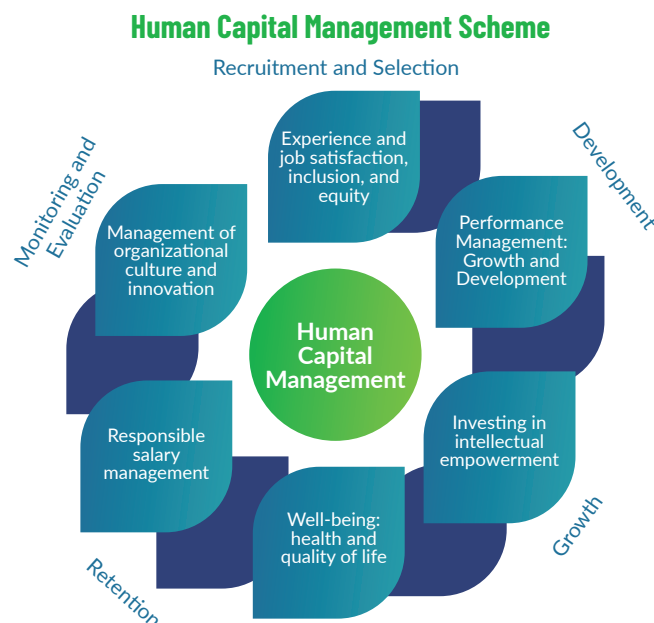 Human Capital Management Scheme
Recruitment and Selection
Experience and
job satisfaction,
inclusion, and
equity
Development
Performance
Management:
Growth and
Development
Investing in
intellectual
empowerment
Growth
Well-being:
health and
quality of life
Retention
Responsible
salary
management
Monitoring and
Evaluation
Management of
organizational
culture and
innovation
Human
Capital
Management